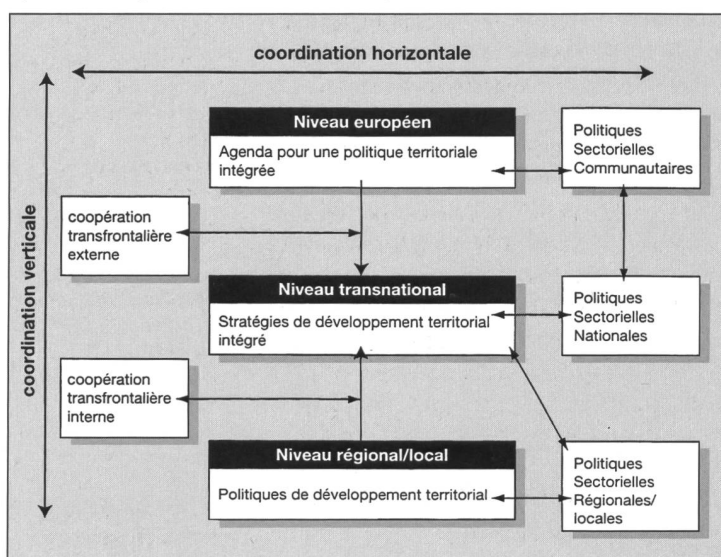 coordination horizontale
coordination verticale
Niveau européen
Agenda pour une politique territoriale
intégrée
Politiques
Sectorielles
Communautaires
coopération
transfrontalière
externe
Niveau transnational
Stratégies de développement territorial
intégré
Politiques
Sectorielles
Nationales
coopération
transfrontalière
interne
Niveau régional/local
Politiques de développement territorial
Politiques
Sectorielles
Régionales/
locales